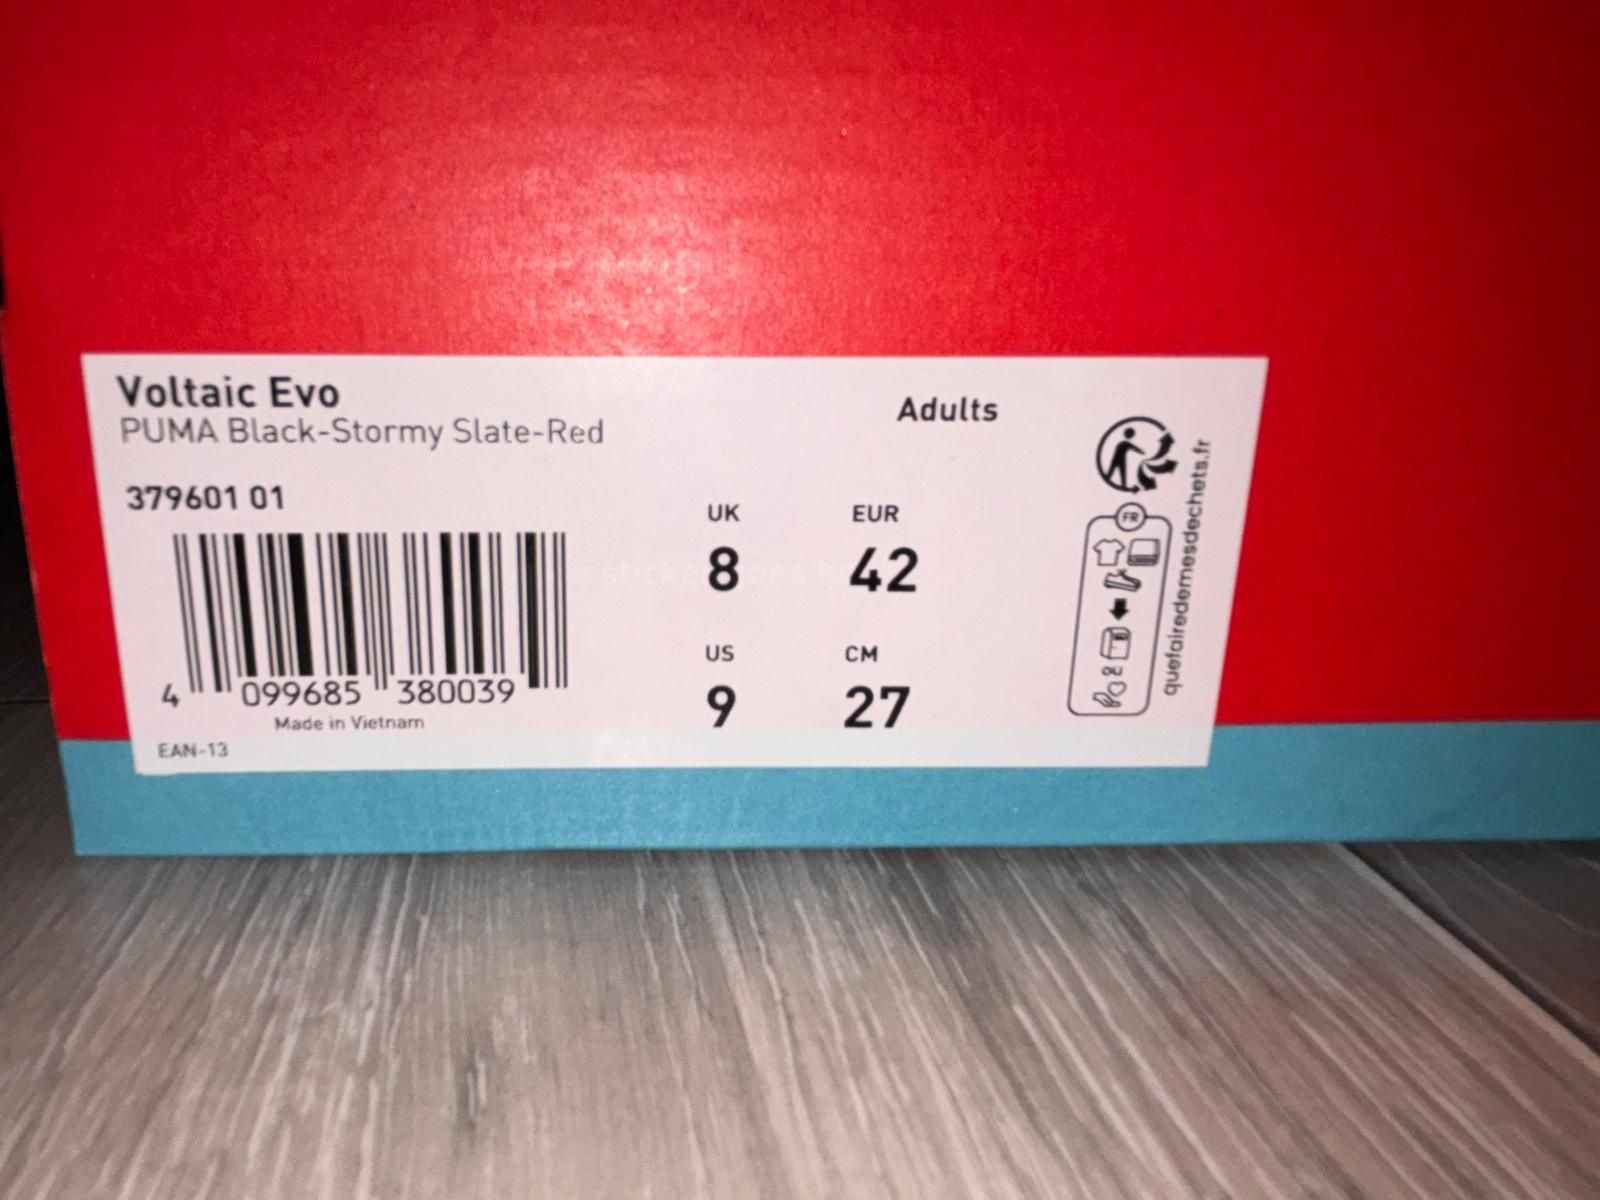 Voltaic Evo
PUMA Black-Stormy Slate-Red
Adults
379601 01
UK
8
EUR
42
US
9
CM
27
4 099685 380039
Made in Vietnam
EAN-13
FR
quefairedemesdechets.fr